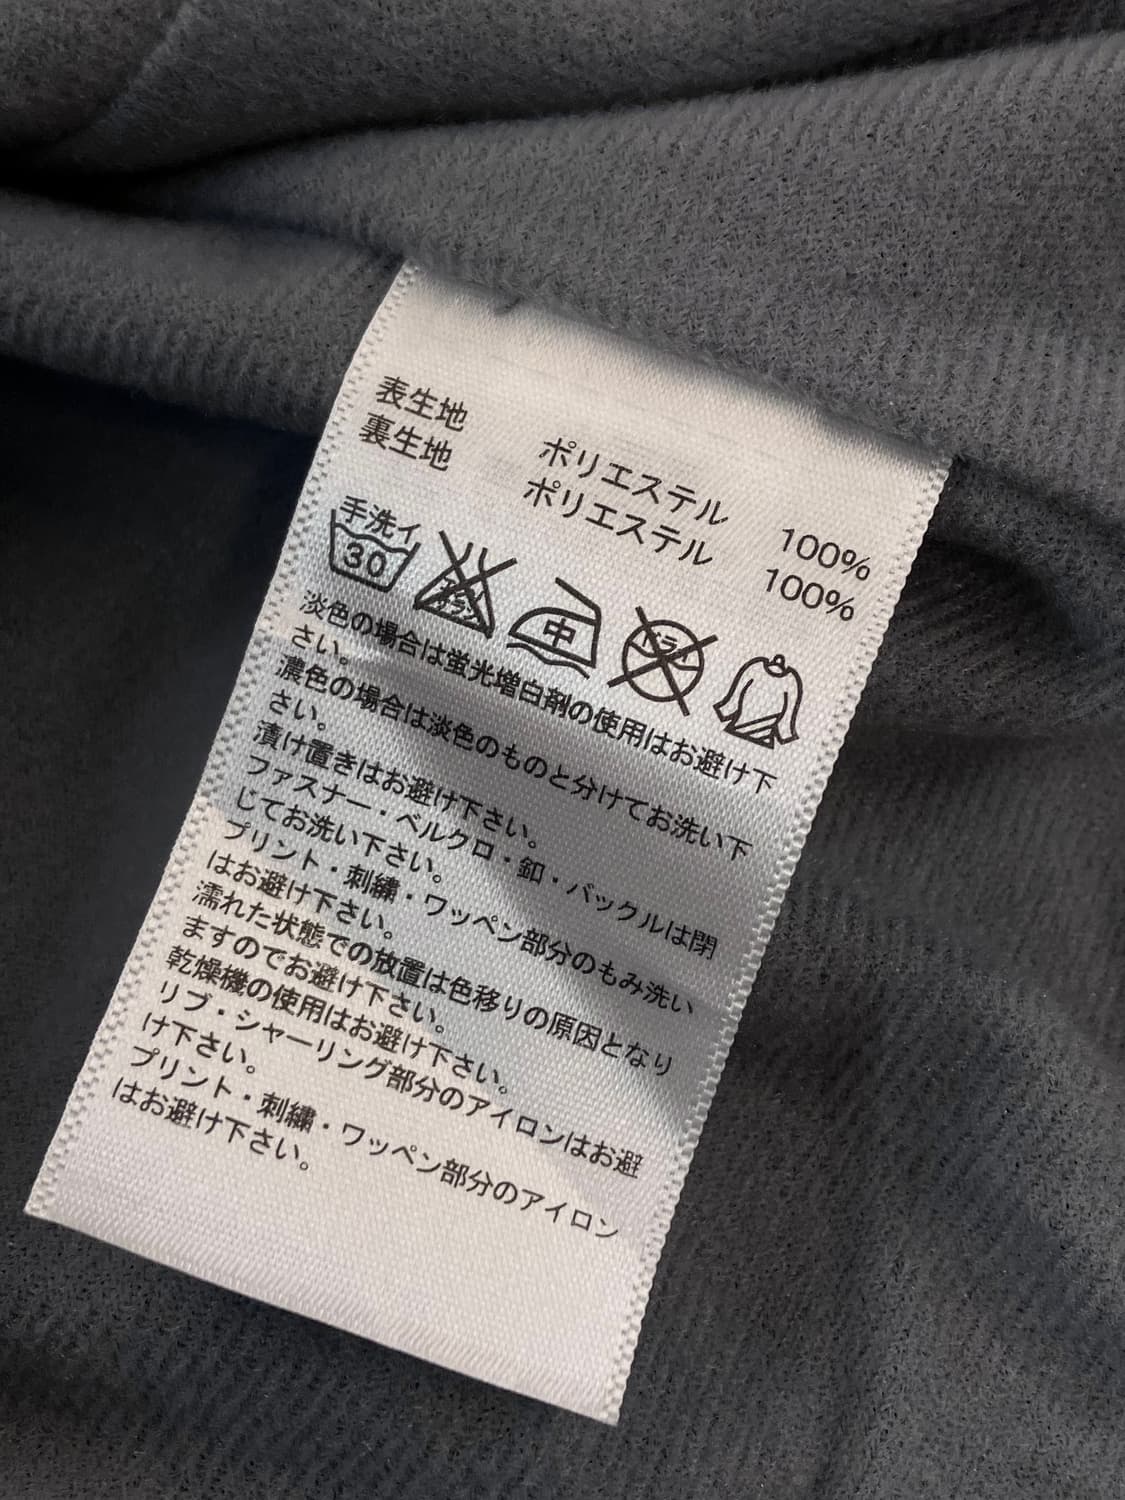 表生地 ポリエステル 100%
裏生地 ポリエステル 100%
手洗イ
30
エンソ
サラシ
中
ドライ
淡色の場合は蛍光増白剤の使用はお避け下
さい。
濃色の場合は淡色のものと分けてお洗い下
さい。
漬け置きはお避け下さい。
ファスナー・ベルクロ・釦・バックルは閉
じてお洗い下さい。
プリント・刺繍・ワッペン部分のもみ洗い
はお避け下さい。
濡れた状態での放置は色移りの原因となり
ますのでお避け下さい。
乾燥機の使用はお避け下さい。
リブ・シャーリング部分のアイロンはお避
け下さい。
プリント・刺繍・ワッペン部分のアイロン
はお避け下さい。